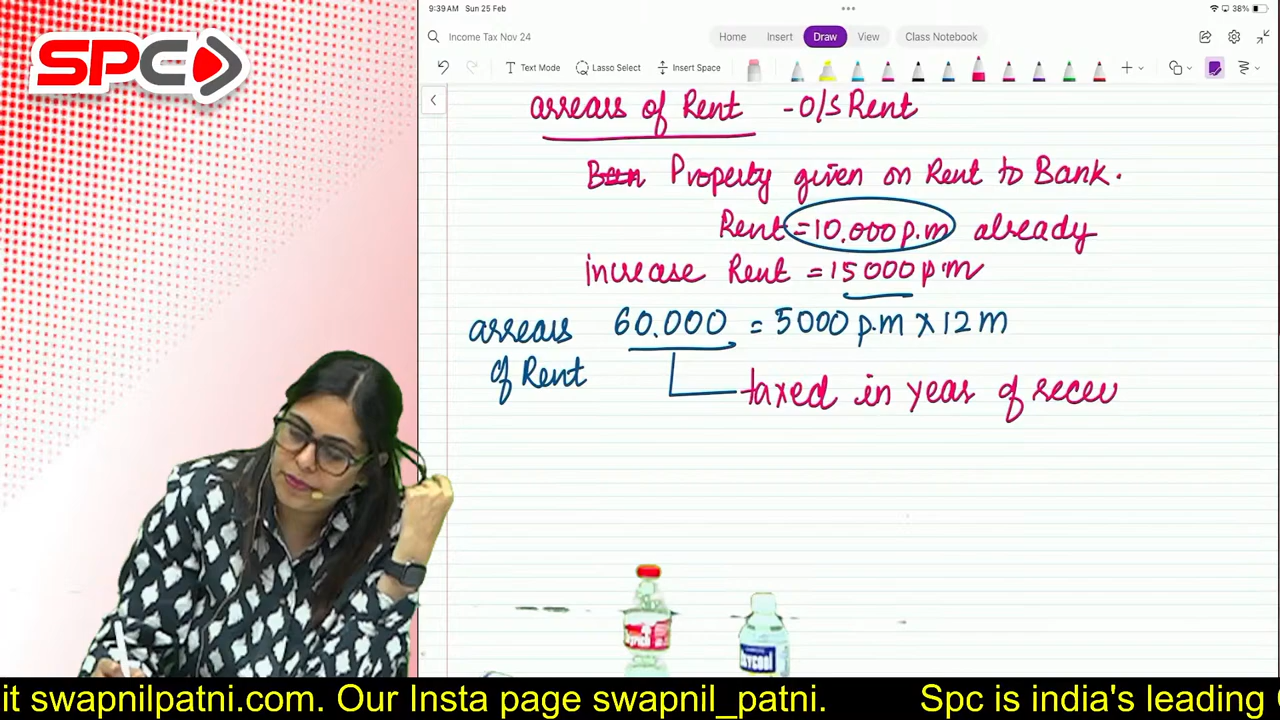 9:39 AM Sun 25 Feb
38%
SPC
Income Tax Nov 24
Home Insert Draw View Class Notebook
Text Mode Lasso Select Insert Space
arrears of Rent - O/S Rent
Property given on Rent to Bank.
Rent = 10,000 p.m already
increase Rent = 15000 p.m
arrears 60,000 = 5000 p.m x 12 m
of Rent
taxed in year of receu
it swapnilpatni.com. Our Insta page swapnil_patni. Spc is india's leading